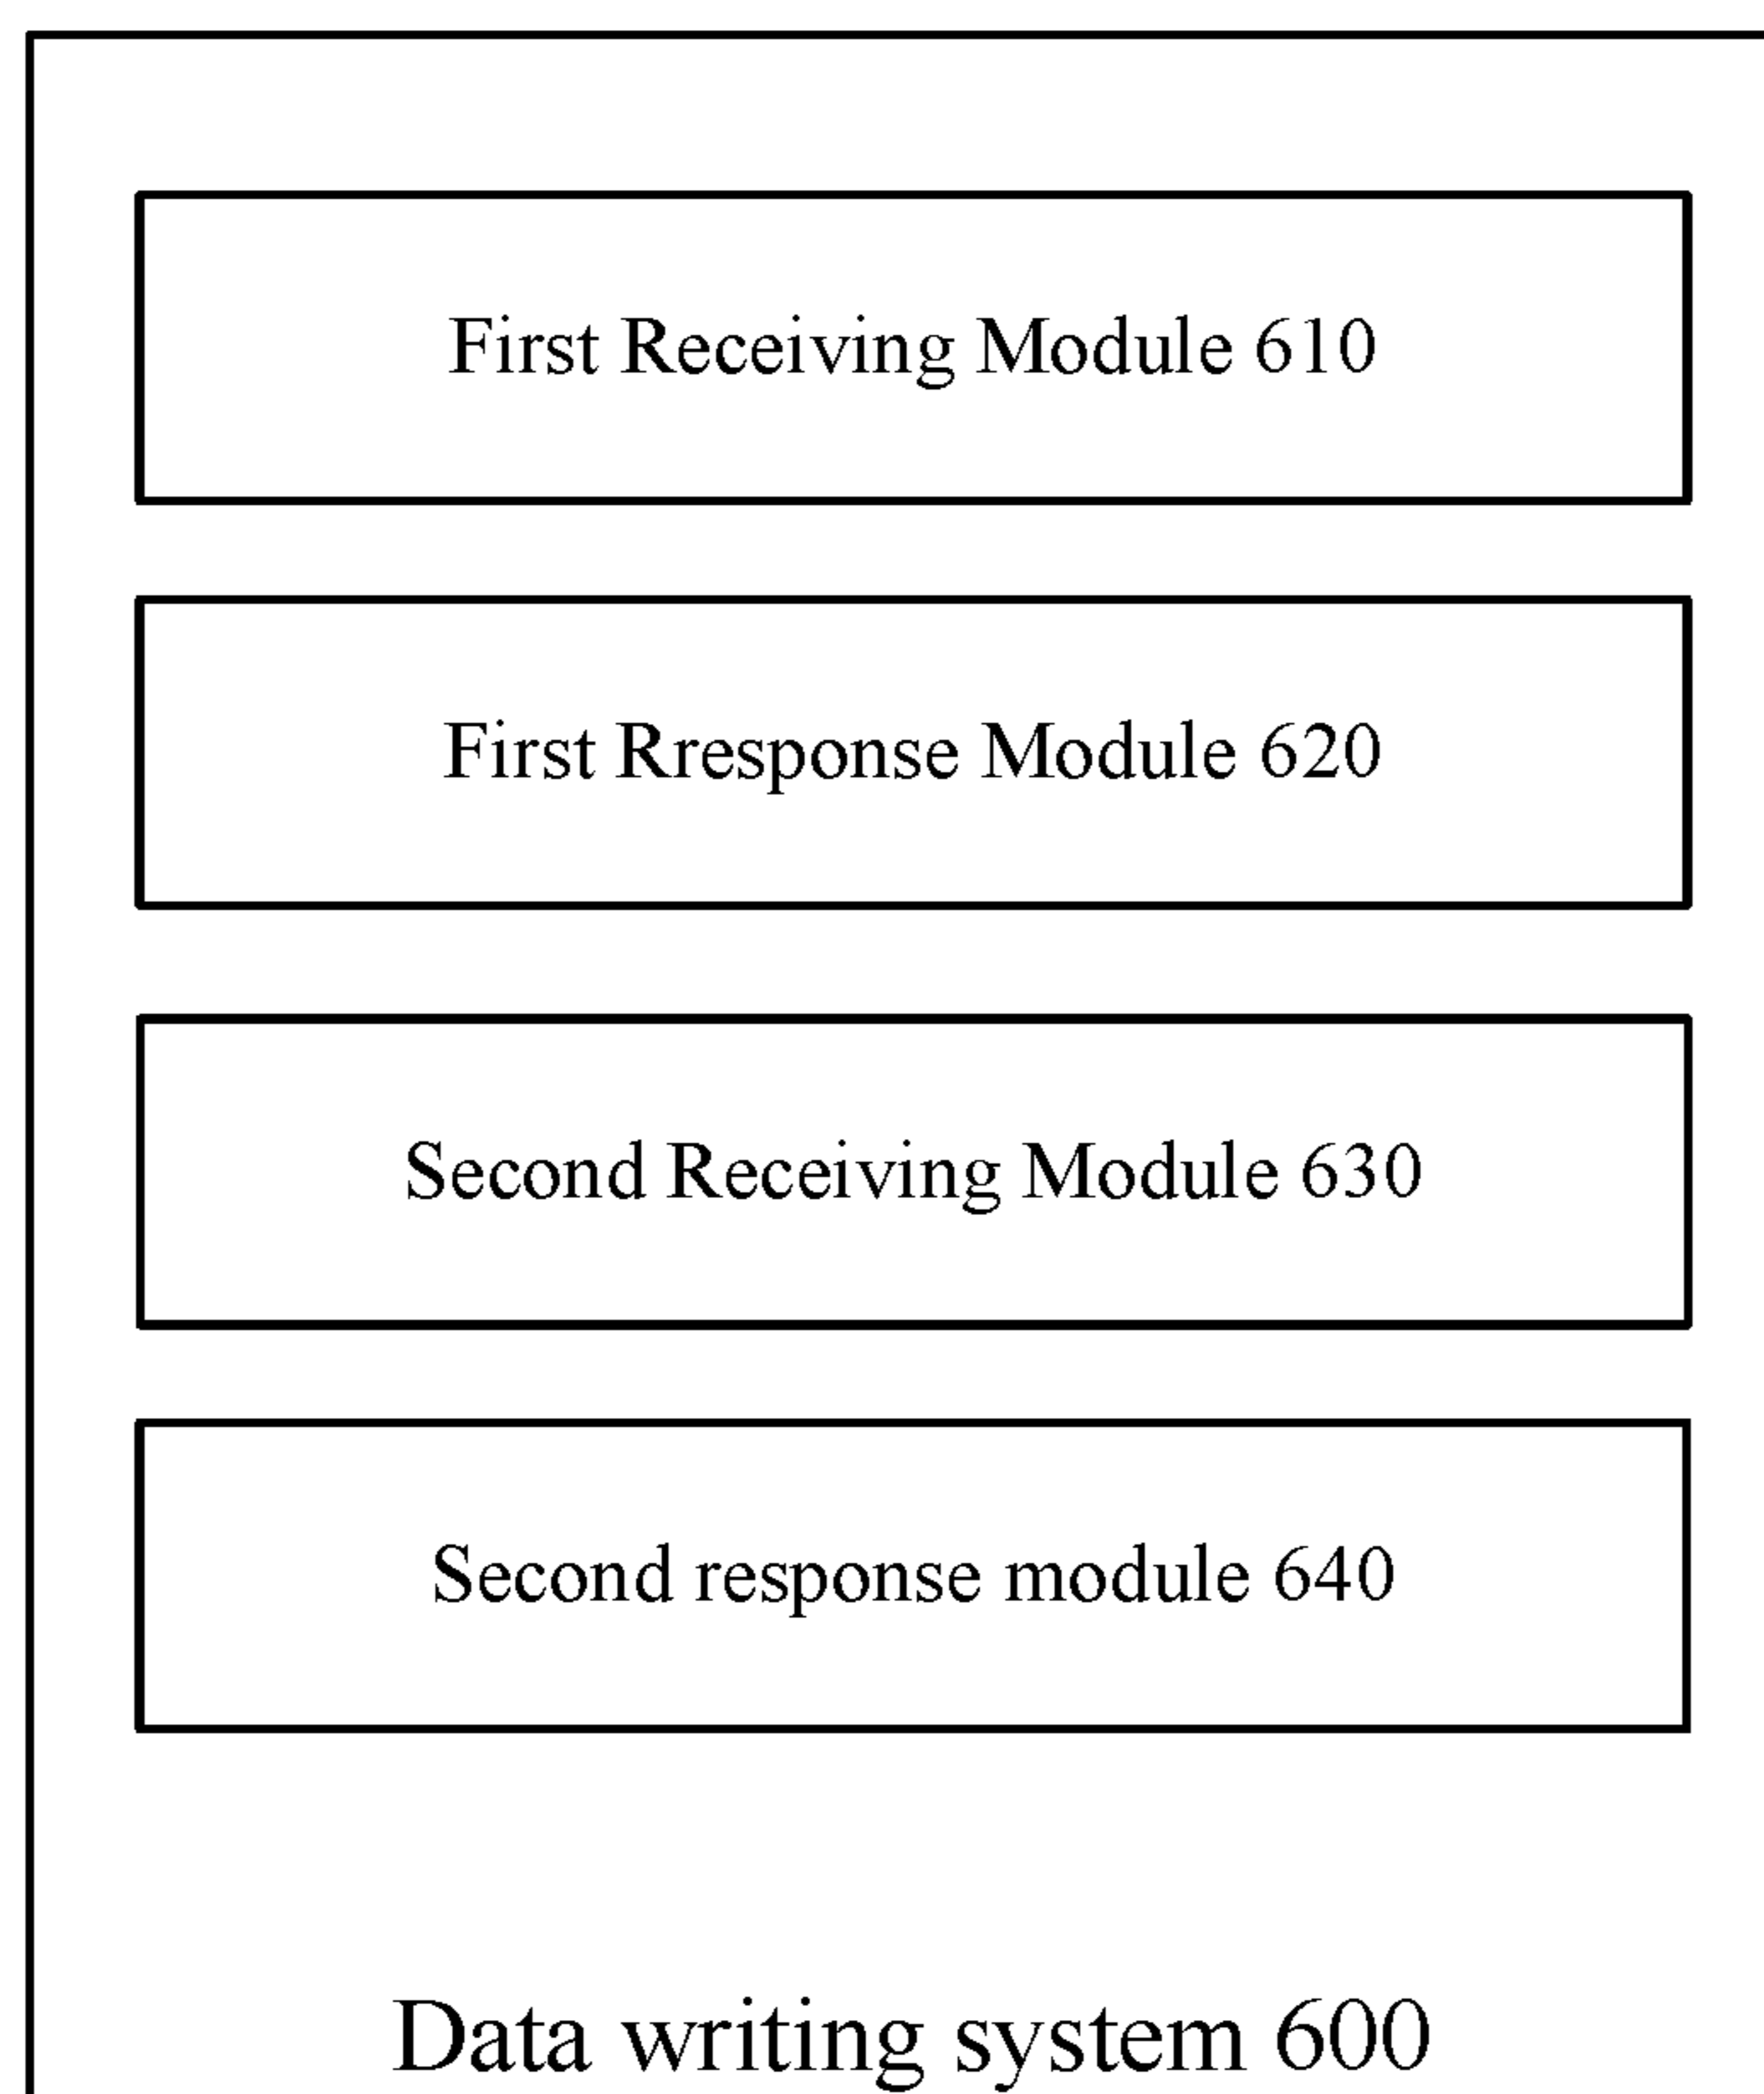 First Receiving Module 610
First Rresponse Module 620
Second Receiving Module 630
Second response module 640
Data writing system 600